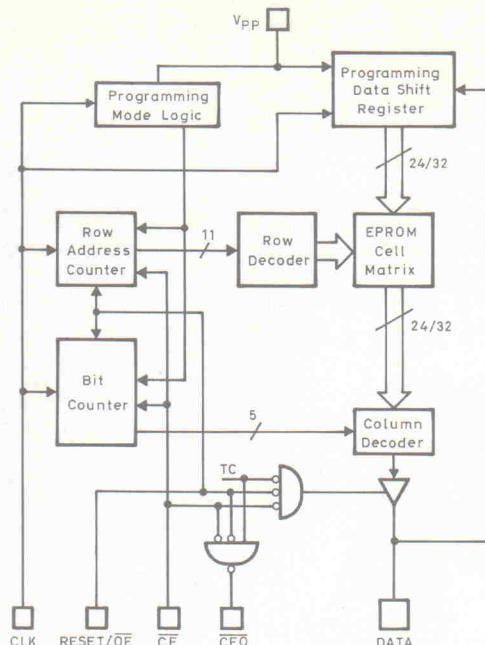 VPP
Programming
Mode Logic
Programming
Data Shift
Register
24/32
Row
Address
Counter
11
Row
Decoder
EPROM
Cell
Matrix
24/32
Bit
Counter
5
Column
Decoder
TC
CLK
RESET/OE
CE
CEO
DATA